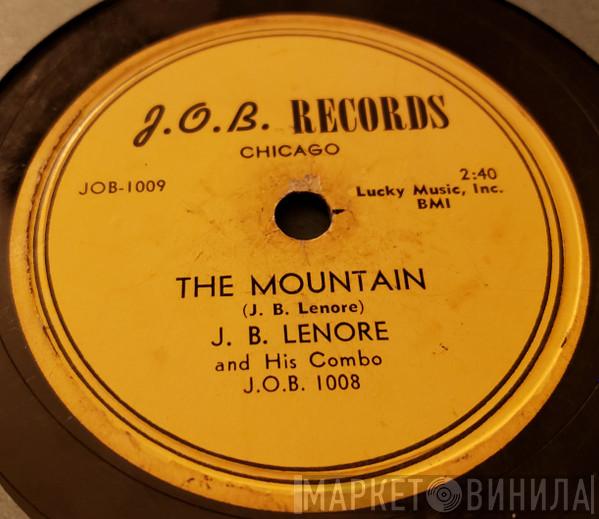 J.O.B. RECORDS
CHICAGO
JOB-1009
2:40
Lucky Music, Inc.
BMI
THE MOUNTAIN
(J. B. Lenore)
J. B. LENORE
and His Combo
J.O.B. 1008
МАРКЕТ ВИНИЛА